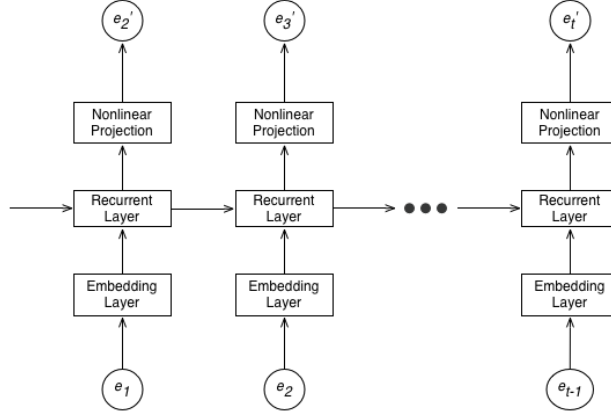 e2' e3' et'
Nonlinear Nonlinear Nonlinear
Projection Projection Projection
Recurrent Recurrent Recurrent
Layer Layer Layer
Embedding Embedding Embedding
Layer Layer Layer
e1 e2 et-1